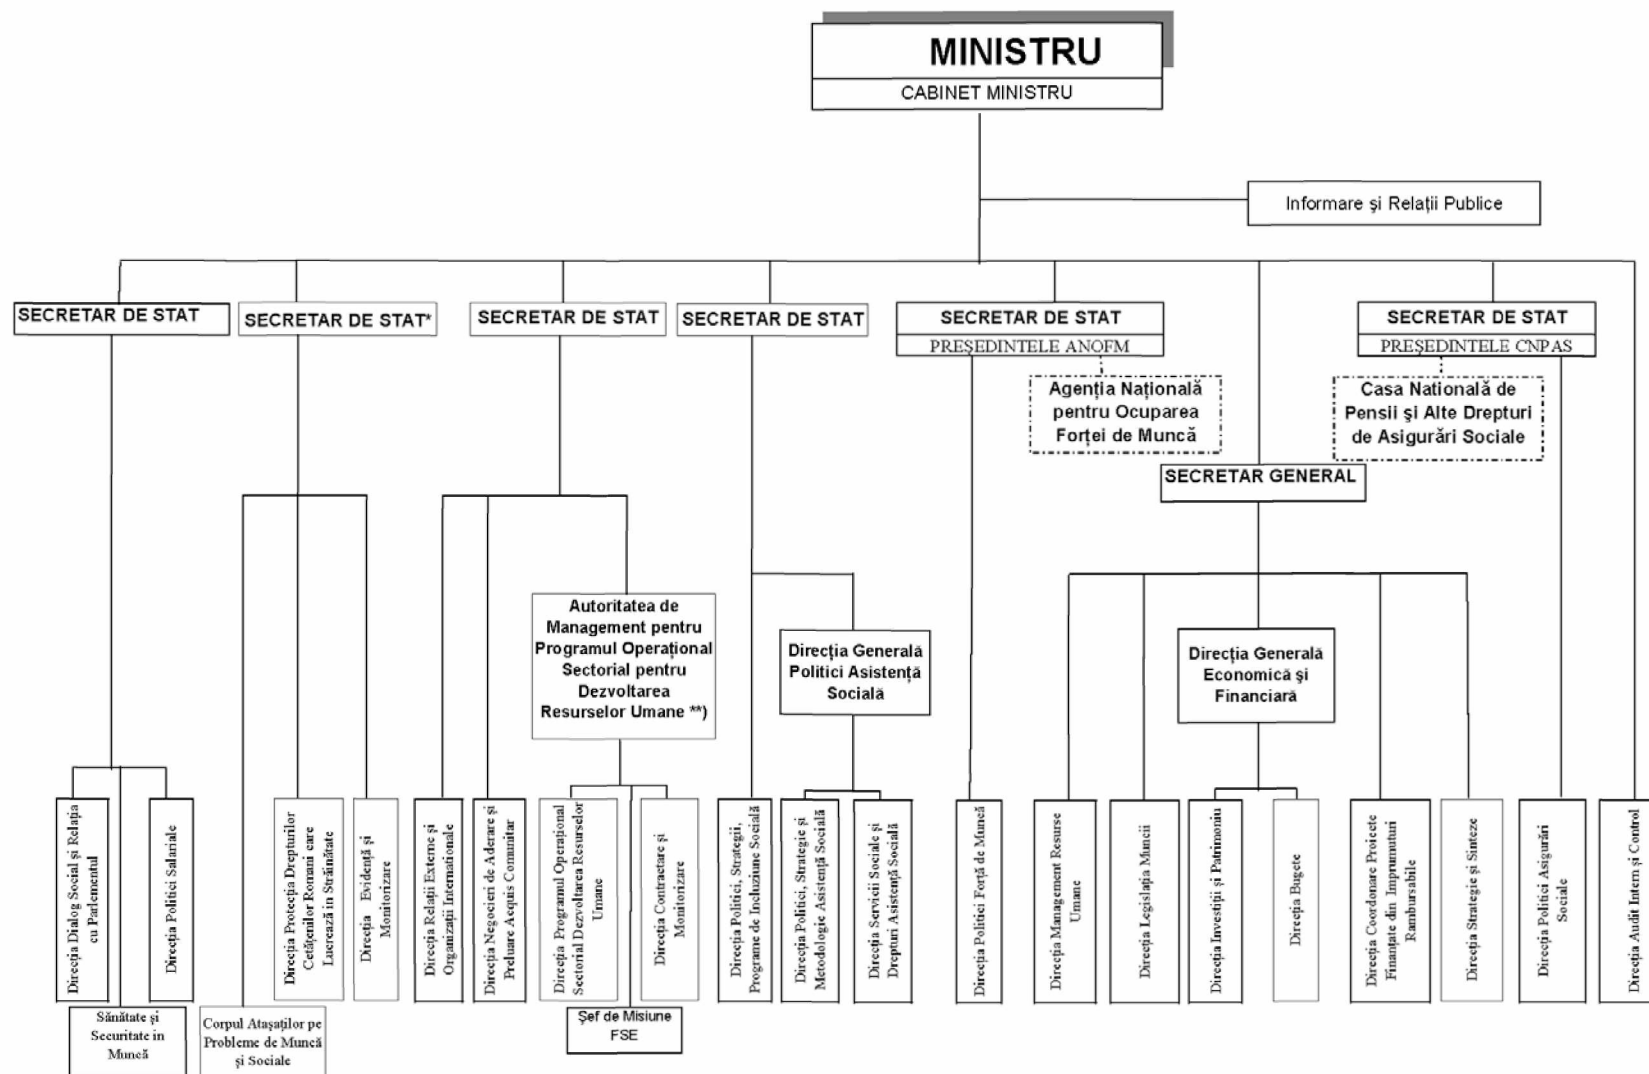 MINISTRU
CABINET MINISTRU
Informare şi Relaţii Publice
SECRETAR DE STAT
SECRETAR DE STAT*
SECRETAR DE STAT
SECRETAR DE STAT
SECRETAR DE STAT
PREŞEDINTELE ANOFM
SECRETAR DE STAT
PREŞEDINTELE CNPAS
Agenţia Naţională
pentru Ocuparea
Forţei de Muncă
Casa Natională de
Pensii şi Alte Drepturi
de Asigurări Sociale
SECRETAR GENERAL
Autoritatea de
Management pentru
Programul Operaţional
Sectorial pentru
Dezvoltarea
Resurselor Umane **)
Direcţia Generală
Politici Asistenţă
Socială
Direcţia Generală
Economică şi
Financiară
Direcţia Dialog Social şi Relaţia
cu Parlementul
Direcţia Politici Salariale
Direcţia Protecţia Drepturilor
Cetăţenilor Romani care
Lucrează in Străinătate
Direcţia Evidenţă şi
Monitorizare
Direcţia Relaţii Externe şi
Organizaţii Internationale
Direcţia Negocieri de Aderare şi
Preluare Acquis Comunitar
Direcţia Programul Operaţional
Sectorial Dezvoltarea Resurselor
Umane
Direcţia Contractare şi
Monitorizare
Direcţia Politici, Strategii,
Programe de Incluziune Socială
Direcţia Politici, Strategie şi
Metodologie Asistenţă Socială
Direcţia Servicii Sociale şi
Drepturi Asistenţă Socială
Direcţia Politici Forţă de Muncă
Direcţia Management Resurse
Umane
Direcţia Legislaţia Muncii
Direcţia Investiţii şi Patrimoniu
Direcţia Bugete
Direcţia Coordonare Proiecte
Finanţate din Imprumuturi
Rambursabile
Direcţia Strategie şi Sinteze
Direcţia Politici Asigurări
Sociale
Direcţia Audit Intern şi Control
Sănătate şi
Securitate in
Muncă
Corpul Ataşaţilor pe
Probleme de Muncă
şi Sociale
Şef de Misiune
FSE